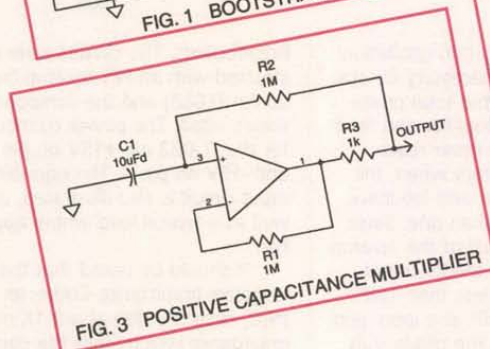 FIG. 1 BOOTSTRA
R2
1M
C1
10uFd
3
R3
1k
OUTPUT
1
2
R1
1M
FIG. 3 POSITIVE CAPACITANCE MULTIPLIER